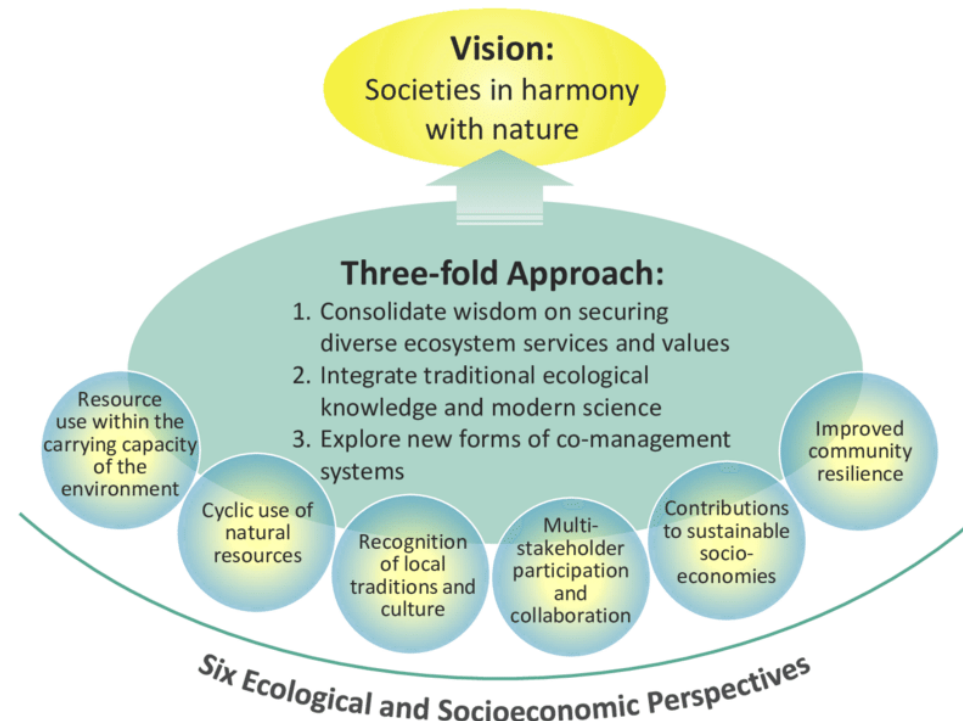 Vision:
Societies in harmony
with nature
Three-fold Approach:
1. Consolidate wisdom on securing
diverse ecosystem services and values
2. Integrate traditional ecological
knowledge and modern science
3. Explore new forms of co-management
systems
Resource
use within the
carrying capacity
of the
environment
Cyclic use of
natural
resources
Recognition
of local
traditions and
culture
Multi-
stakeholder
participation
and
collaboration
Contributions
to sustainable
socio-
economies
Improved
community
resilience
Six Ecological and Socioeconomic Perspectives